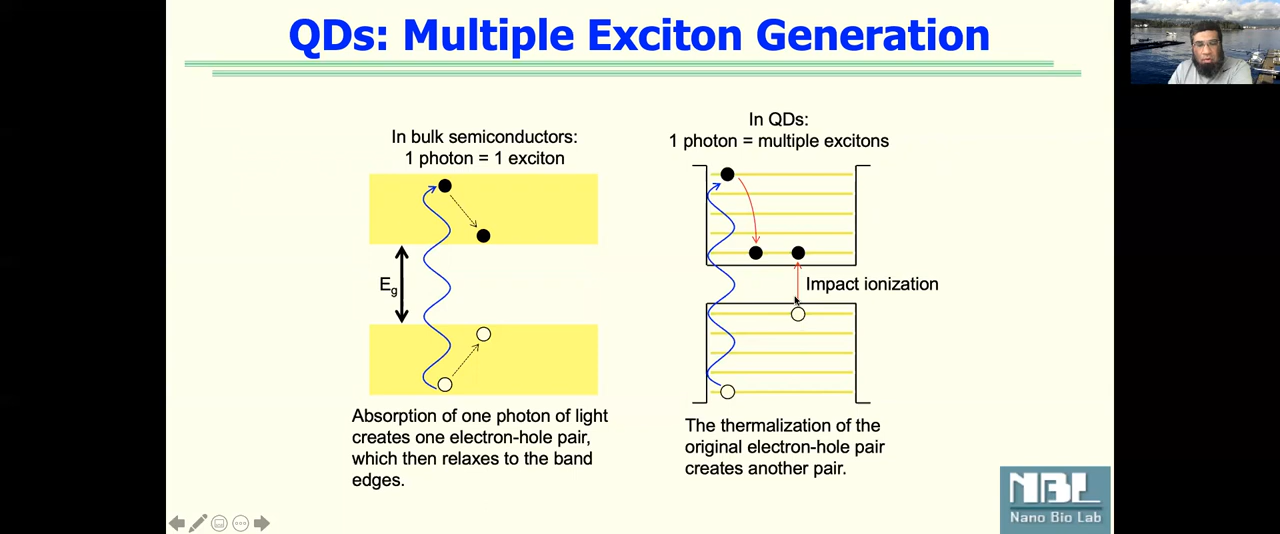 QDs: Multiple Exciton Generation
In bulk semiconductors:
1 photon = 1 exciton
Eg
Absorption of one photon of light
creates one electron-hole pair,
which then relaxes to the band
edges.
In QDs:
1 photon = multiple excitons
Impact ionization
The thermalization of the
original electron-hole pair
creates another pair.
NBL
Nano Bio Lab